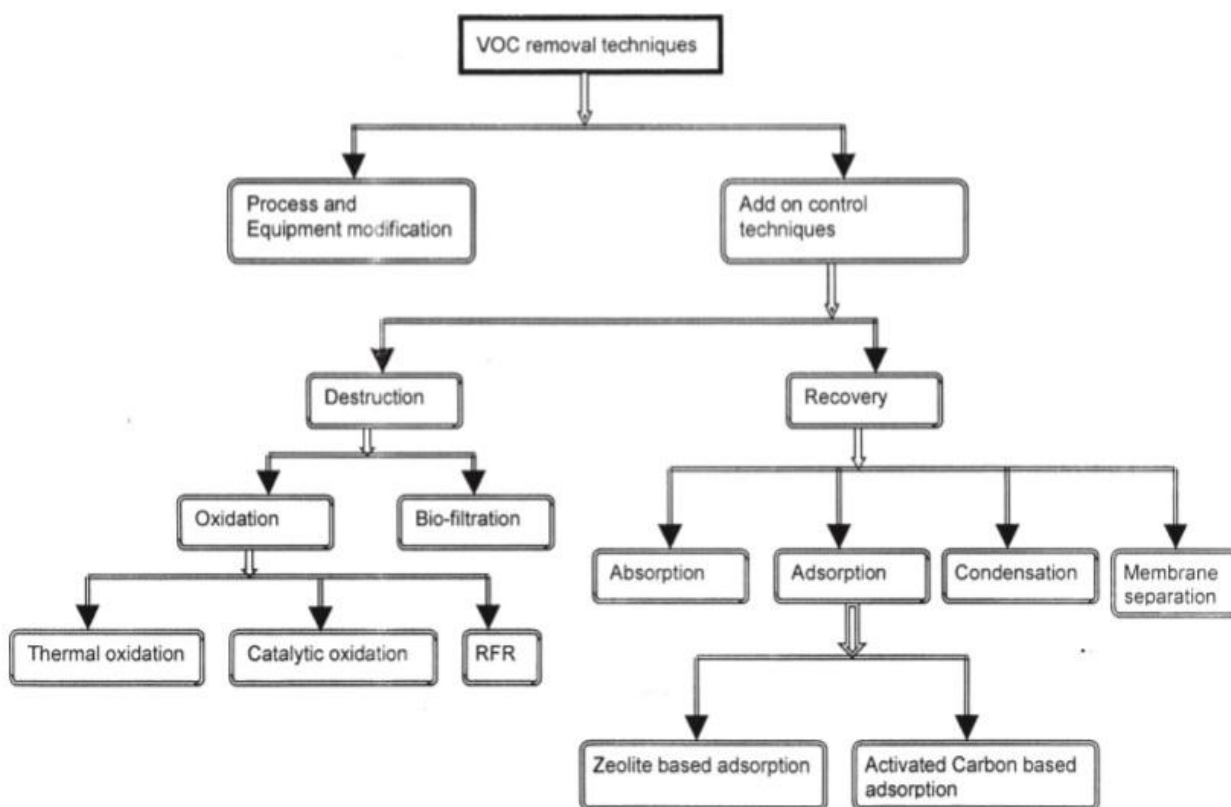 VOC removal techniques
Process and
Equipment modification
Add on control
techniques
Destruction
Recovery
Oxidation
Bio-filtration
Absorption
Adsorption
Condensation
Membrane
separation
Thermal oxidation
Catalytic oxidation
RFR
Zeolite based adsorption
Activated Carbon based
adsorption